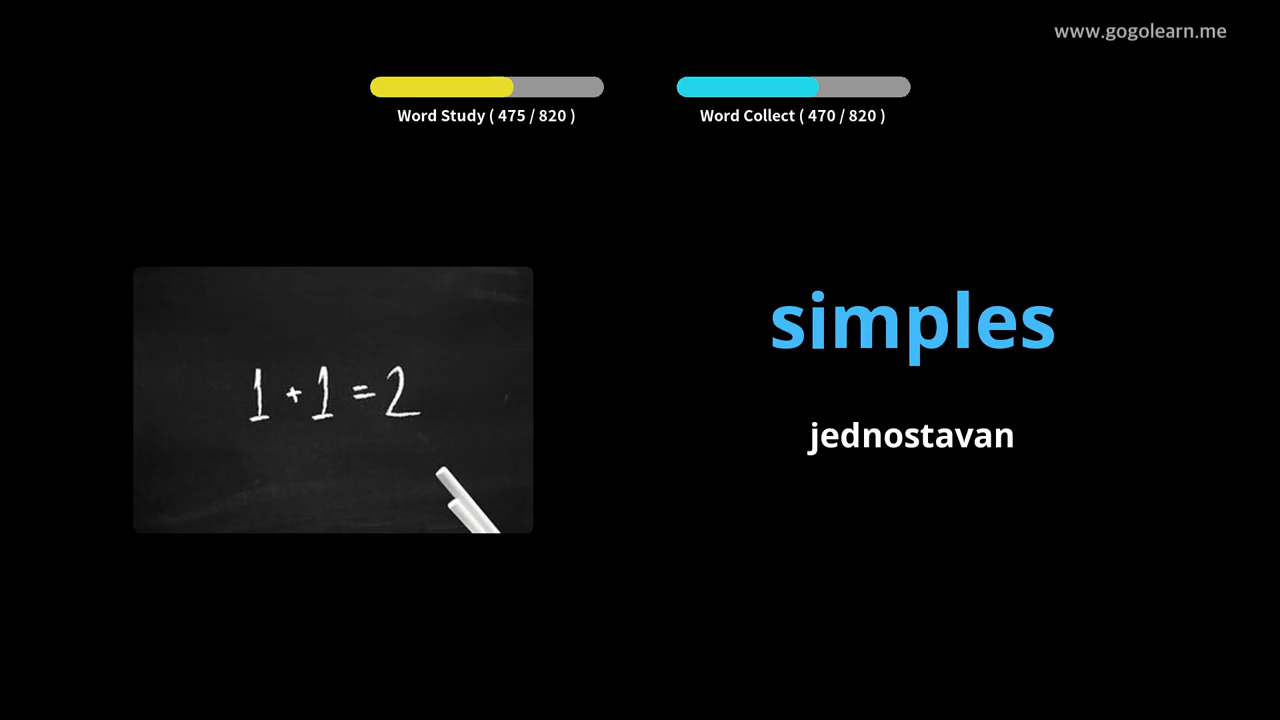 www.gogolearn.me
Word Study ( 475 / 820 )
Word Collect ( 470 / 820 )
1 + 1 = 2
simples
jednostavan